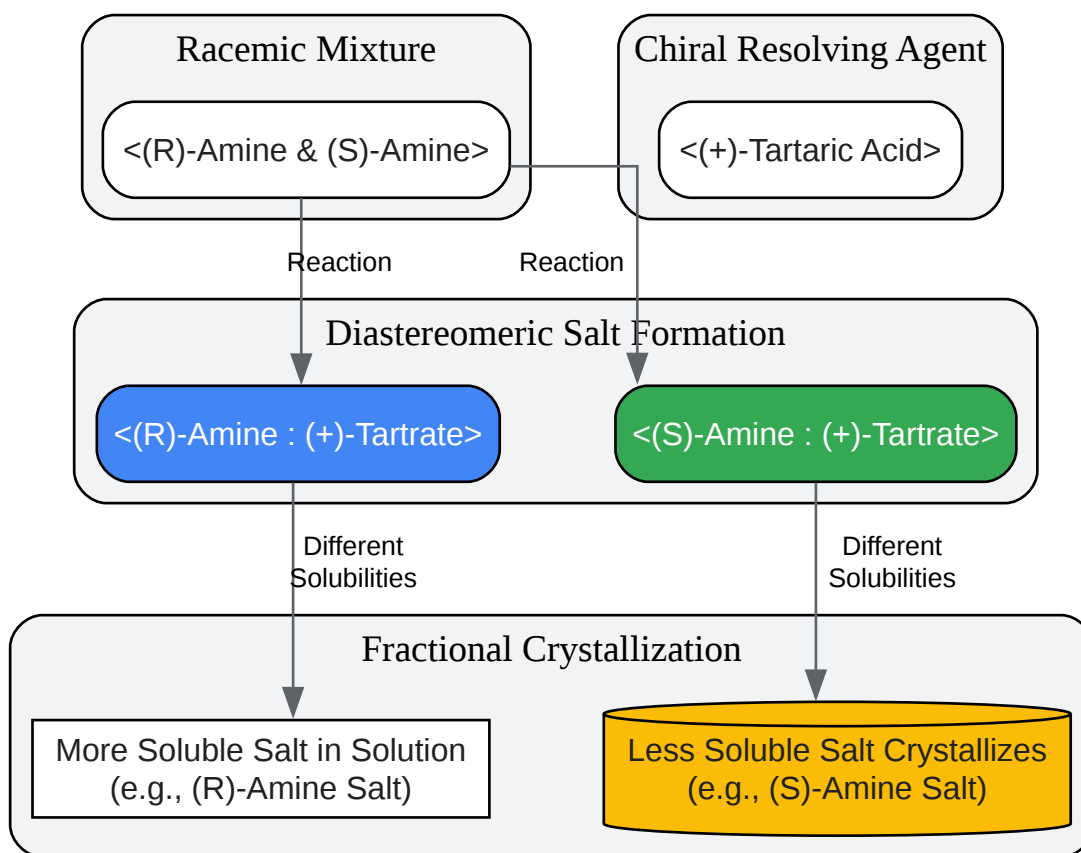 Racemic Mixture
Chiral Resolving Agent
<(R)-Amine & (S)-Amine>
<(+)-Tartaric Acid>
Reaction
Reaction
Diastereomeric Salt Formation
<(R)-Amine : (+)-Tartrate>
<(S)-Amine : (+)-Tartrate>
Different
Solubilities
Different
Solubilities
Fractional Crystallization
More Soluble Salt in Solution
(e.g., (R)-Amine Salt)
Less Soluble Salt Crystallizes
(e.g., (S)-Amine Salt)